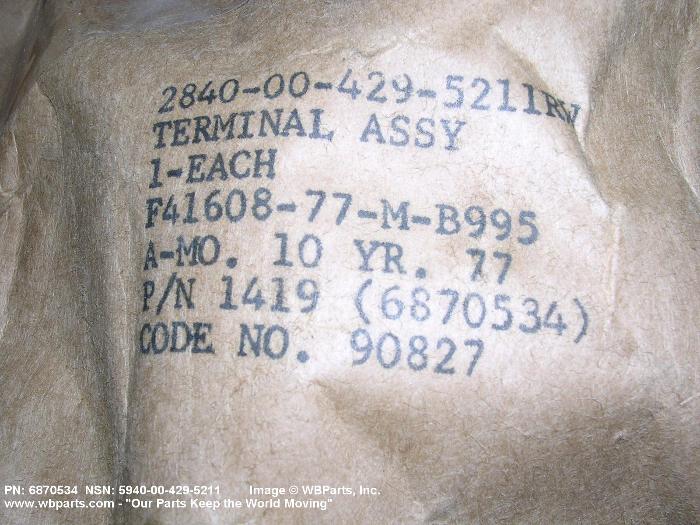 2840-00-429-5211RW
TERMINAL ASSY
1-EACH
F41608-77-M-B995
A-MO. 10 YR. 77
P/N 1419 (6870534)
CODE NO. 90827
PN: 6870534 NSN: 5940-00-429-5211 Image © WBParts, Inc.
www.wbparts.com - "Our Parts Keep the World Moving"